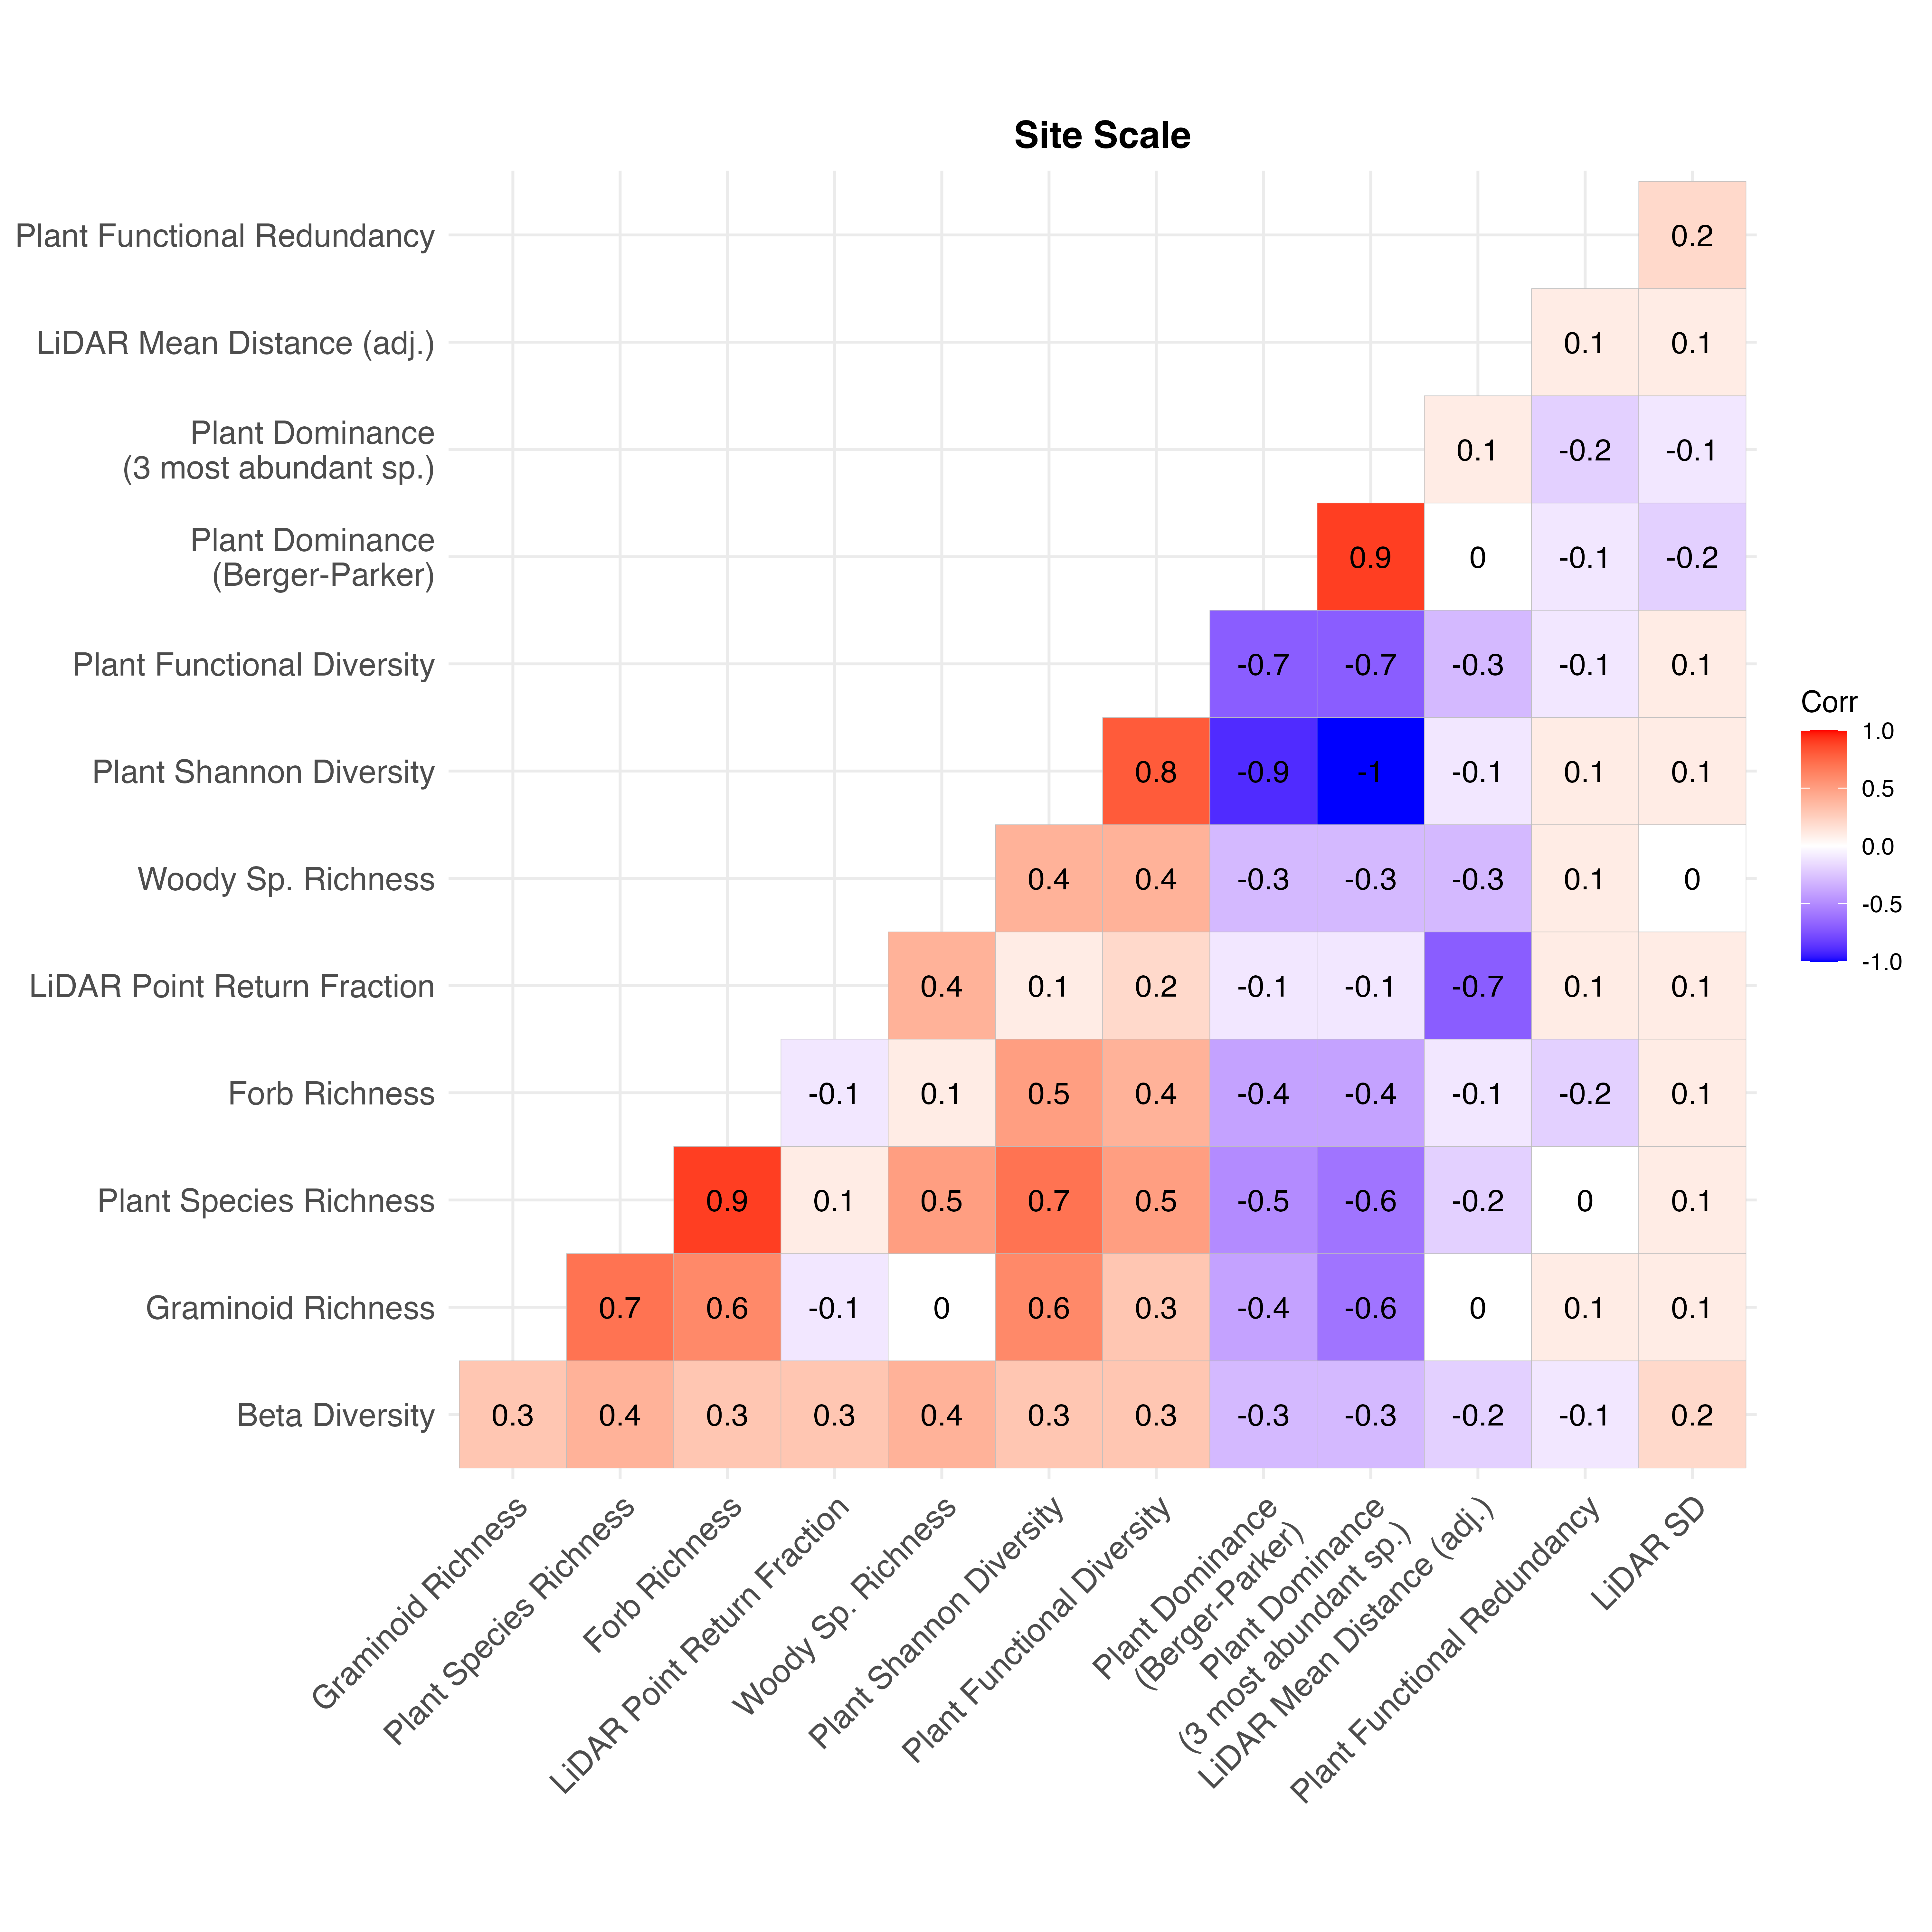 Site Scale
Plant Functional Redundancy
0.2
LiDAR Mean Distance (adj.)
0.1 0.1
Plant Dominance
(3 most abundant sp.)
0.1 -0.2 -0.1
Plant Dominance
(Berger-Parker)
0.9 0 -0.1 -0.2
Plant Functional Diversity
-0.7 -0.7 -0.3 -0.1 0.1
Plant Shannon Diversity
0.8 -0.9 -1 -0.1 0.1 0.1
Woody Sp. Richness
0.4 0.4 -0.3 -0.3 -0.3 0.1 0
LiDAR Point Return Fraction
0.4 0.1 0.2 -0.1 -0.1 -0.7 0.1 0.1
Forb Richness
-0.1 0.1 0.5 0.4 -0.4 -0.4 -0.1 -0.2 0.1
Plant Species Richness
0.9 0.1 0.5 0.7 0.5 -0.5 -0.6 -0.2 0 0.1
Graminoid Richness
0.7 0.6 -0.1 0 0.6 0.3 -0.4 -0.6 0 0.1 0.1
Beta Diversity
0.3 0.4 0.3 0.3 0.4 0.3 0.3 -0.3 -0.3 -0.2 -0.1 0.2
Graminoid Richness
Plant Species Richness
Forb Richness
LiDAR Point Return Fraction
Woody Sp. Richness
Plant Shannon Diversity
Plant Functional Diversity
Plant Dominance
(Berger-Parker)
Plant Dominance
(3 most abundant sp.)
LiDAR Mean Distance (adj.)
Plant Functional Redundancy
LiDAR SD
Corr
1.0
0.5
0.0
-0.5
-1.0